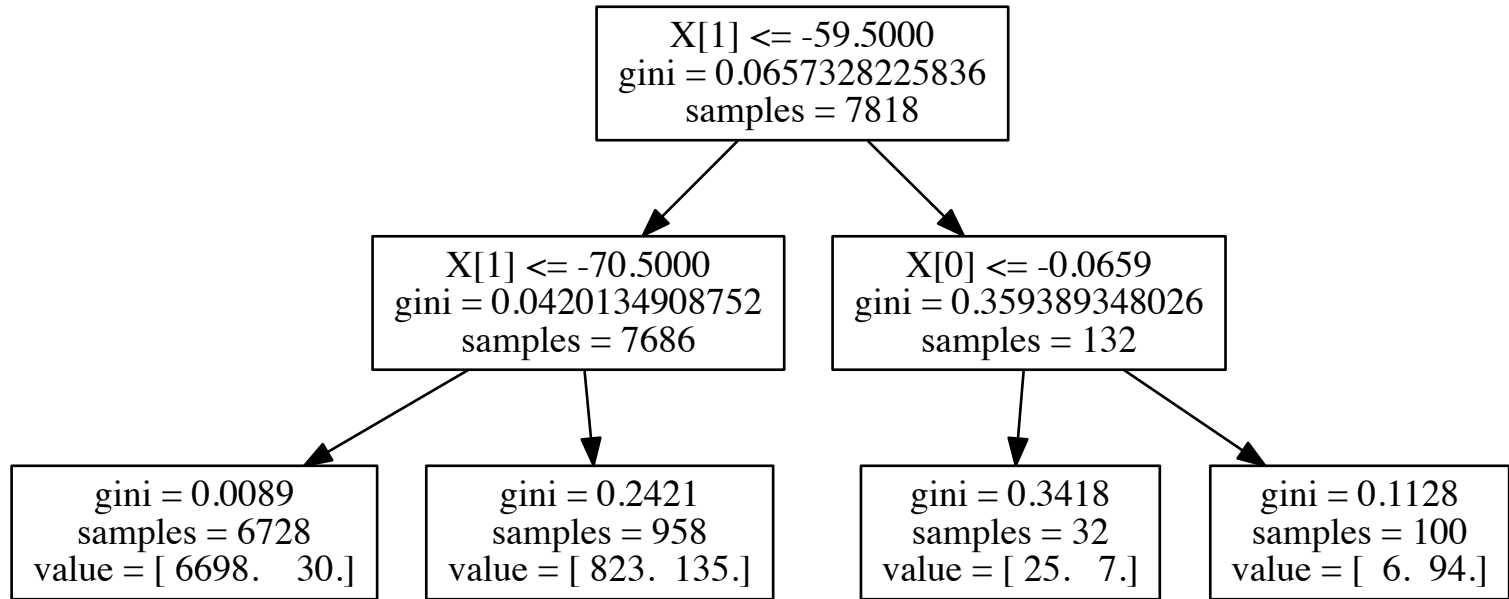 X[1] <= -59.5000
gini = 0.0657328225836
samples = 7818
X[1] <= -70.5000
gini = 0.0420134908752
samples = 7686
X[0] <= -0.0659
gini = 0.359389348026
samples = 132
gini = 0.0089
samples = 6728
value = [ 6698.    30.]
gini = 0.2421
samples = 958
value = [ 823.  135.]
gini = 0.3418
samples = 32
value = [ 25.   7.]
gini = 0.1128
samples = 100
value = [  6.  94.]